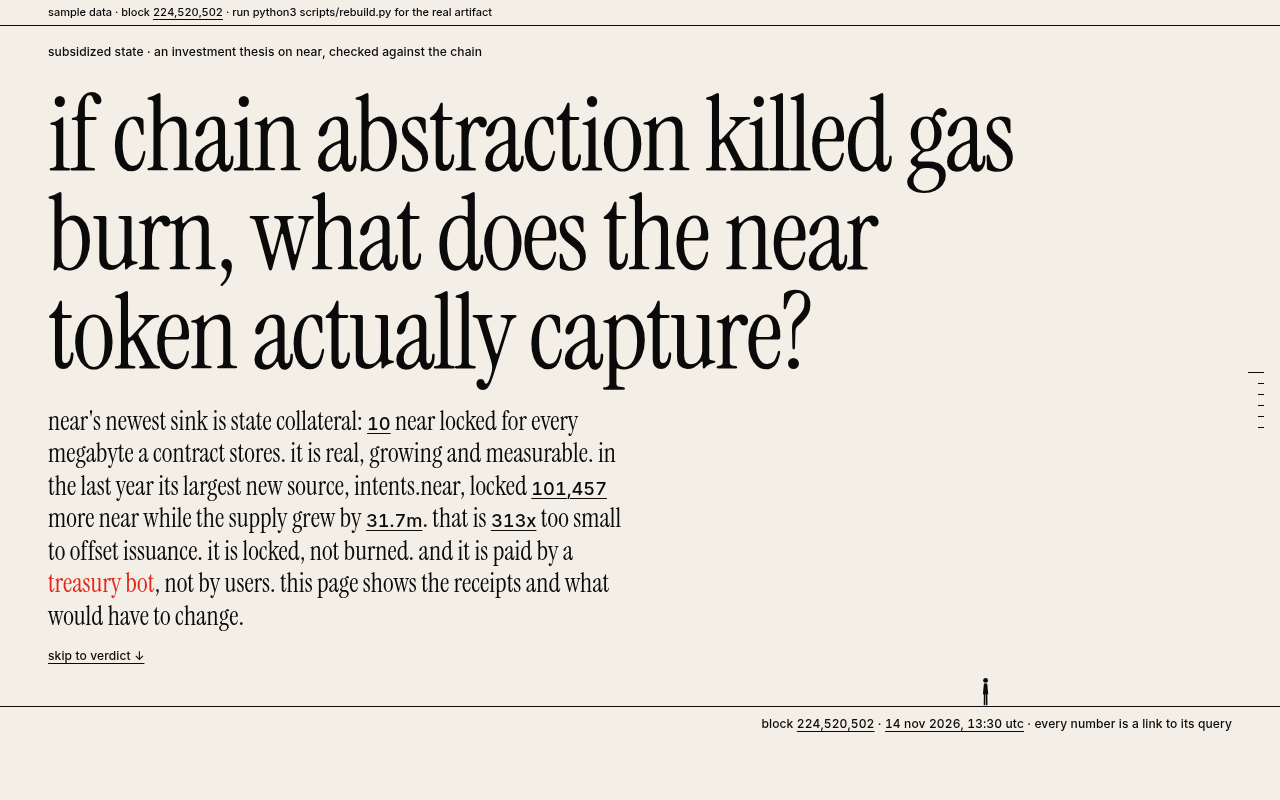 sample data · block 224,520,502 · run python3 scripts/rebuild.py for the real artifact
subsidized state · an investment thesis on near, checked against the chain
if chain abstraction killed gas
burn, what does the near
token actually capture?
near's newest sink is state collateral: 10 near locked for every
megabyte a contract stores. it is real, growing and measurable. in
the last year its largest new source, intents.near, locked 101,457
more near while the supply grew by 31.7m. that is 313x too small
to offset issuance. it is locked, not burned. and it is paid by a
treasury bot, not by users. this page shows the receipts and what
would have to change.
skip to verdict ↓
block 224,520,502 · 14 nov 2026, 13:30 utc · every number is a link to its query